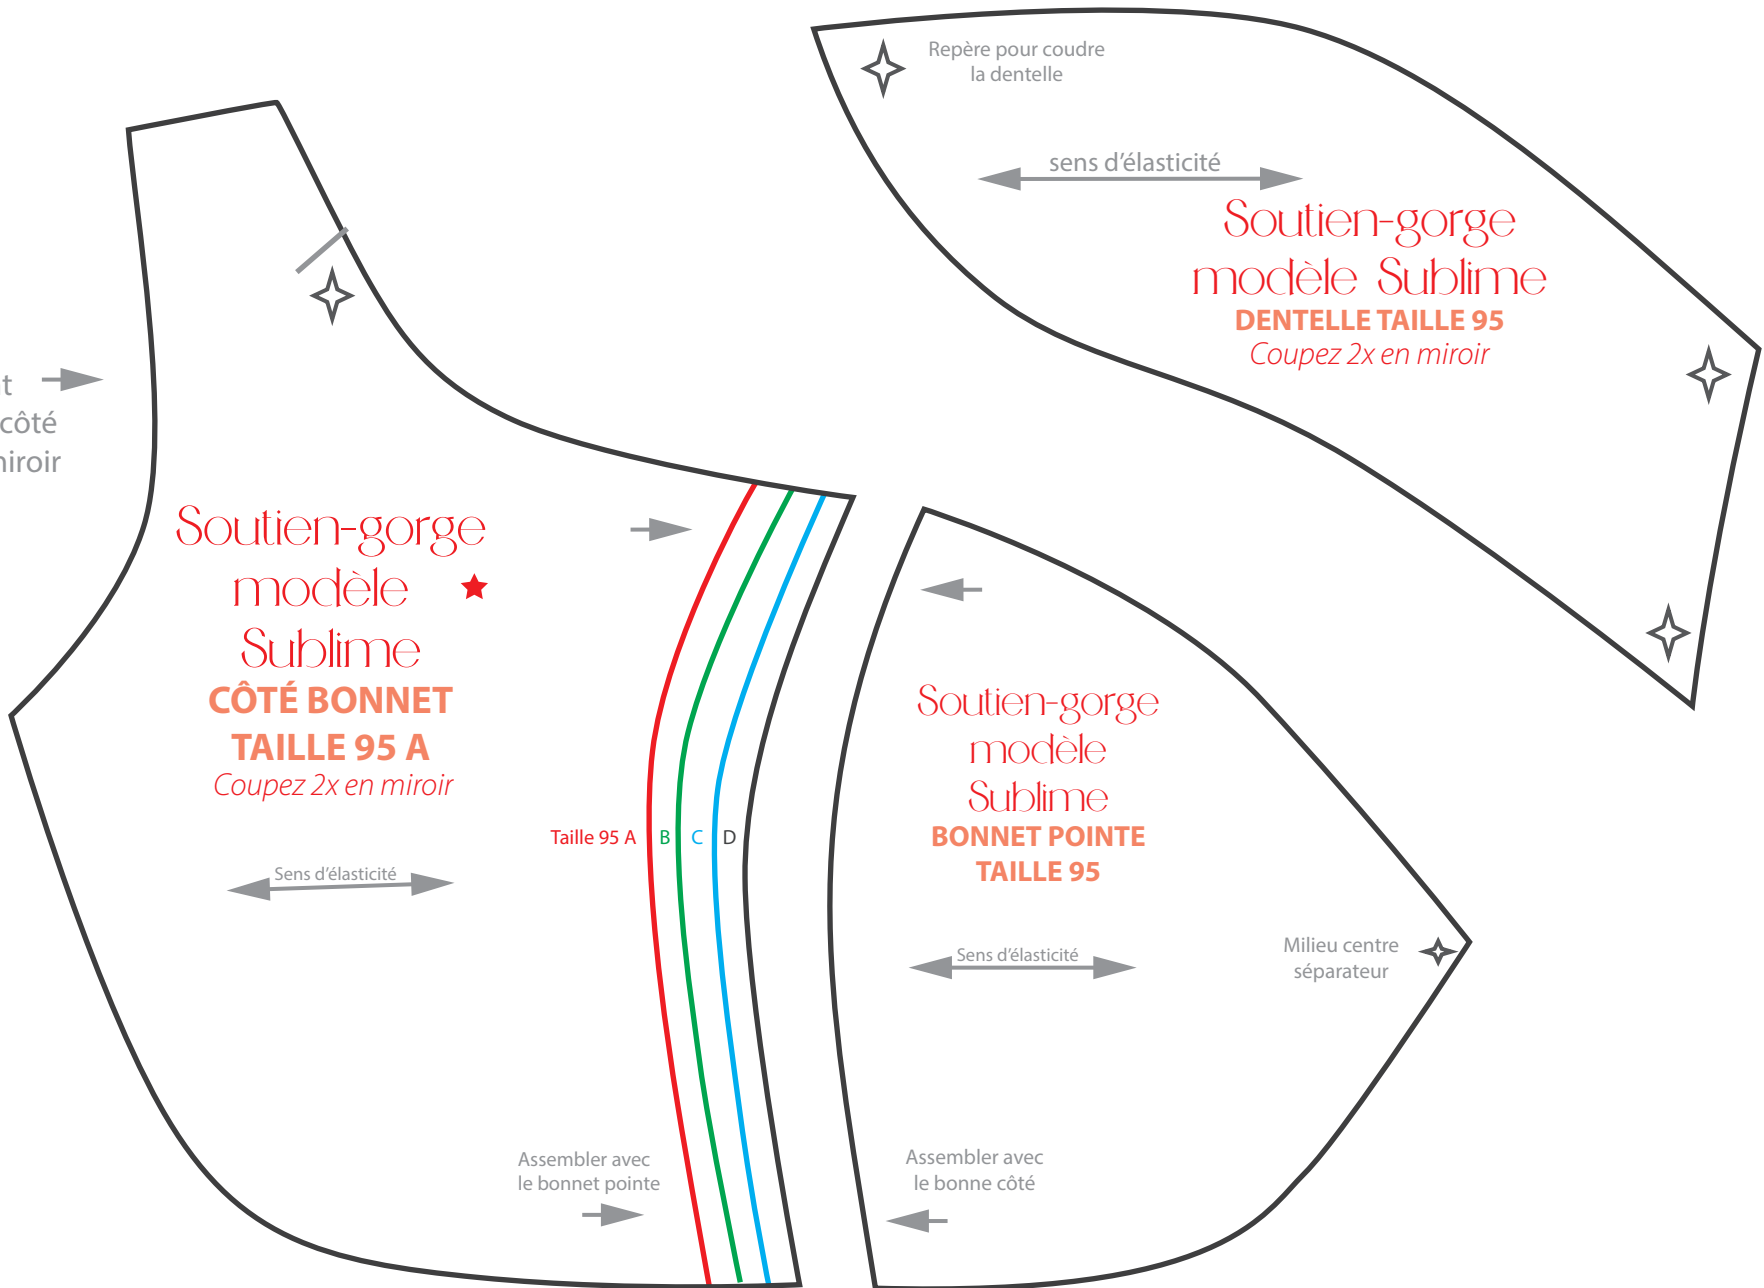 Repère pour coudre
la dentelle
sens d'élasticité
Soutien-gorge
modèle Sublime
DENTELLE TAILLE 95
Coupez 2x en miroir
côté
Soutien-gorge
modèle
Sublime
CÔTÉ BONNET
TAILLE 95 A
Coupez 2x en miroir
Sens d'élasticité
Taille 95 A B C D
Assembler avec
le bonnet pointe
Soutien-gorge
modèle
Sublime
BONNET POINTE
TAILLE 95
Sens d'élasticité
Milieu centre
séparateur
Assembler avec
le bonne côté